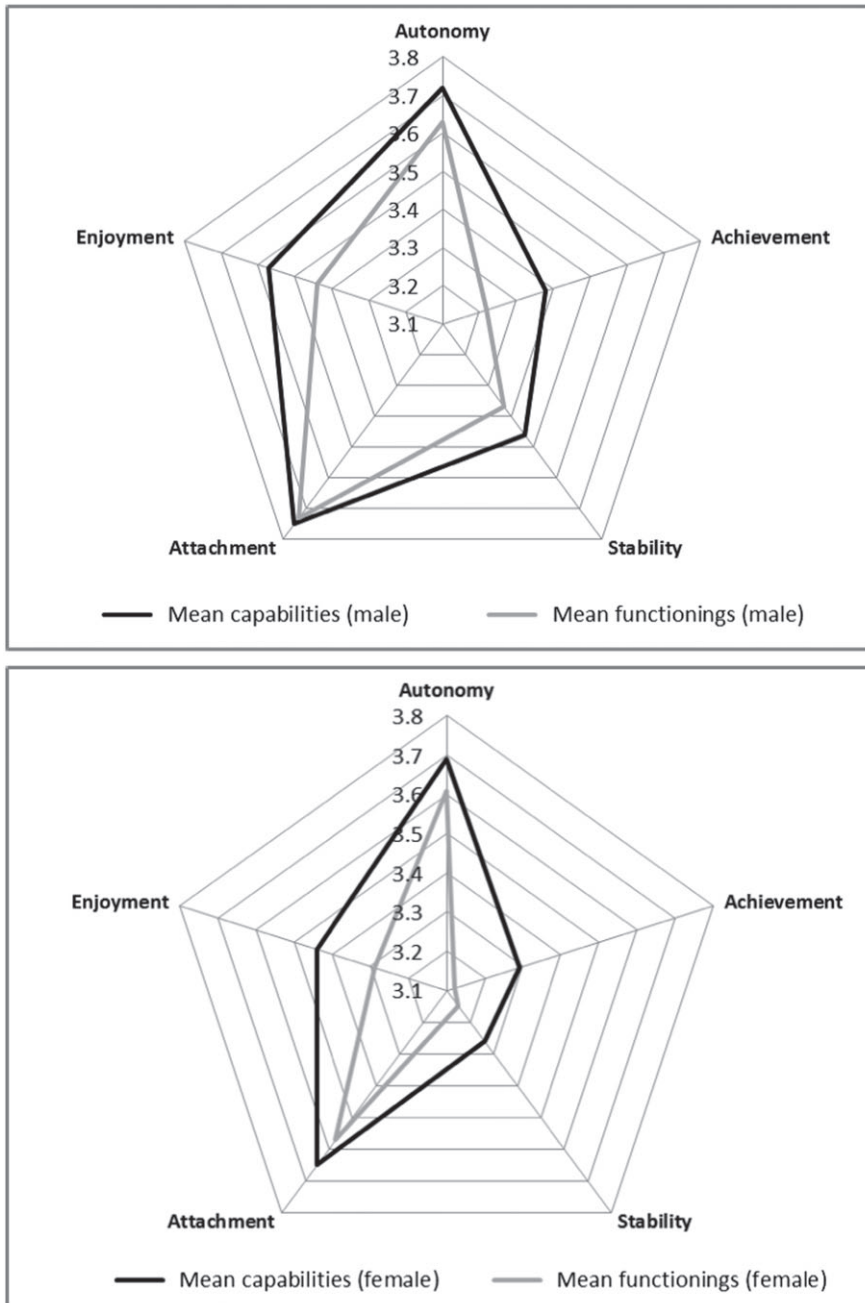 Autonomy
3.8
3.7
3.6
3.5
3.4
3.3
3.2
3.1
Enjoyment
Achievement
Attachment
Stability
Mean capabilities (male)
Mean functionings (male)
Autonomy
3.8
3.7
3.6
3.5
3.4
3.3
3.2
3.1
Enjoyment
Achievement
Attachment
Stability
Mean capabilities (female)
Mean functionings (female)